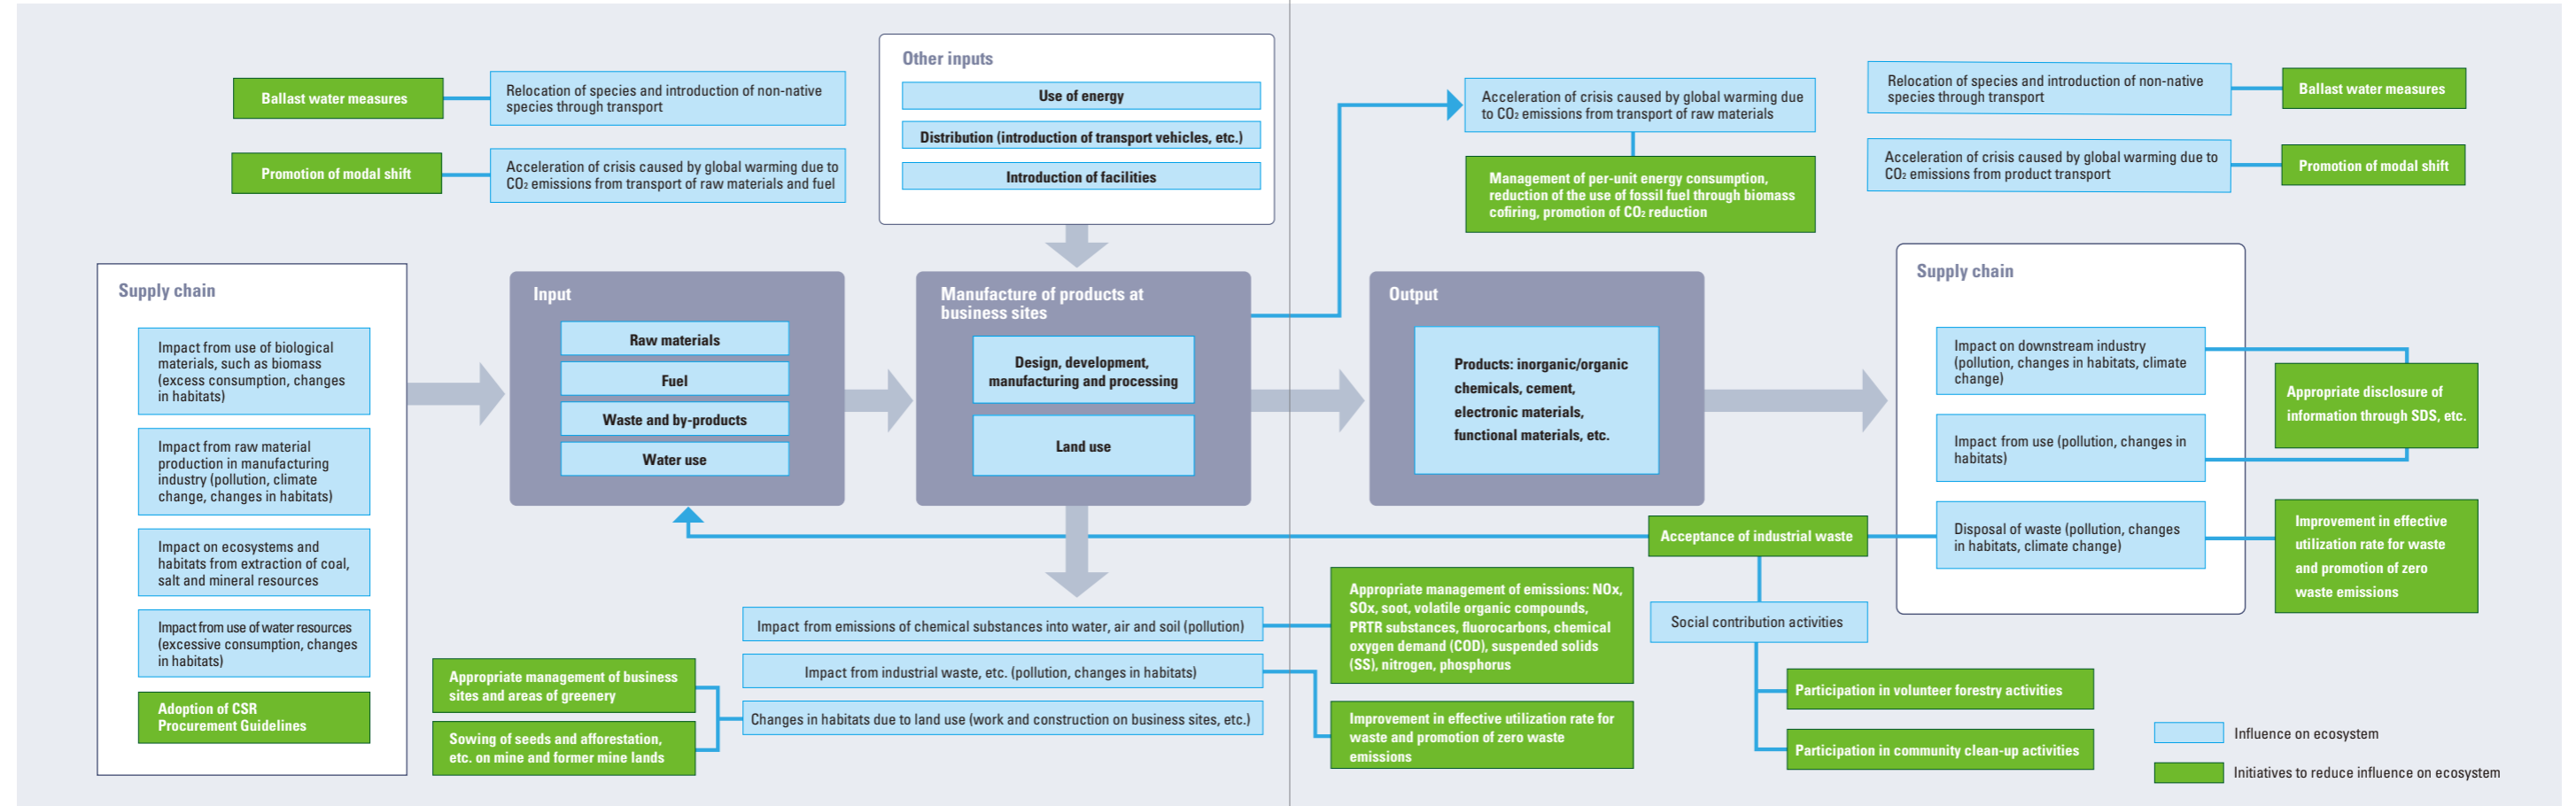 Ballast water measures
Relocation of species and introduction of non-native
species through transport
Promotion of modal shift
Acceleration of crisis caused by global warming due to
CO₂ emissions from transport of raw materials and fuel
Other inputs
Use of energy
Distribution (introduction of transport vehicles, etc.)
Introduction of facilities
Acceleration of crisis caused by global warming due
to CO₂ emissions from transport of raw materials
Management of per-unit energy consumption,
reduction of the use of fossil fuel through biomass
cofiring, promotion of CO₂ reduction
Relocation of species and introduction of non-native
species through transport
Ballast water measures
Acceleration of crisis caused by global warming due to
CO₂ emissions from product transport
Promotion of modal shift
Supply chain
Impact from use of biological
materials, such as biomass
(excess consumption, changes
in habitats)
Impact from raw material
production in manufacturing
industry (pollution, climate
change, changes in habitats)
Impact on ecosystems and
habitats from extraction of coal,
salt and mineral resources
Impact from use of water resources
(excessive consumption, changes
in habitats)
Adoption of CSR
Procurement Guidelines
Input
Raw materials
Fuel
Waste and by-products
Water use
Manufacture of products at
business sites
Design, development,
manufacturing and processing
Land use
Output
Products: inorganic/organic
chemicals, cement,
electronic materials,
functional materials, etc.
Supply chain
Impact on downstream industry
(pollution, changes in habitats, climate
change)
Impact from use (pollution, changes in
habitats)
Disposal of waste (pollution, changes
in habitats, climate change)
Appropriate disclosure of
information through SDS, etc.
Improvement in effective
utilization rate for waste
and promotion of zero
waste emissions
Acceptance of industrial waste
Social contribution activities
Participation in volunteer forestry activities
Participation in community clean-up activities
Impact from emissions of chemical substances into water, air and soil (pollution)
Impact from industrial waste, etc. (pollution, changes in habitats)
Changes in habitats due to land use (work and construction on business sites, etc.)
Appropriate management of business
sites and areas of greenery
Sowing of seeds and afforestation,
etc. on mine and former mine lands
Appropriate management of emissions: NOx,
SOx, soot, volatile organic compounds,
PRTR substances, fluorocarbons, chemical
oxygen demand (COD), suspended solids
(SS), nitrogen, phosphorus
Improvement in effective utilization rate for
waste and promotion of zero waste
emissions
Influence on ecosystem
Initiatives to reduce influence on ecosystem